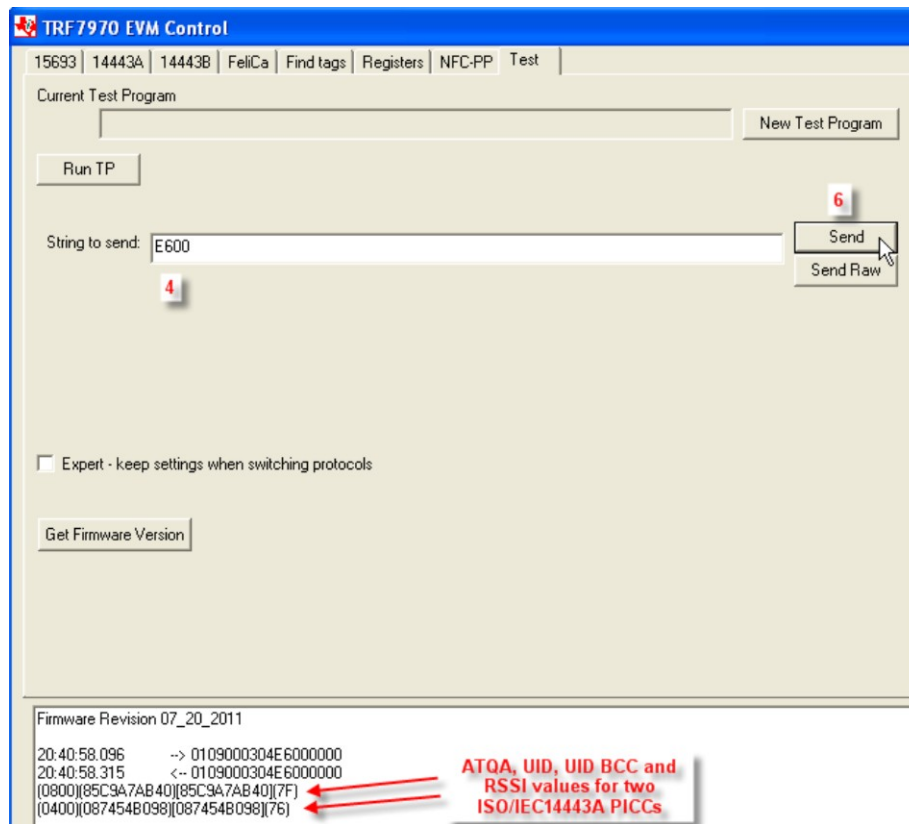 TRF7970 EVM Control
15693 14443A 14443B FeliCa Find tags Registers NFC-PP Test
Current Test Program
New Test Program
Run TP
6
String to send: E600 Send
Send Raw
4
Expert - keep settings when switching protocols
Get Firmware Version
Firmware Revision 07_20_2011
20:40:58.096 --> 0109000304E6000000
20:40:58.315 <-- 0109000304E6000000
(0800)(85C9A7AB40)[85C9A7AB40](7F)
(0400)(087454B098)[087454B098](76)
ATQA, UID, UID BCC and
RSSI values for two
ISO/IEC14443A PICCs